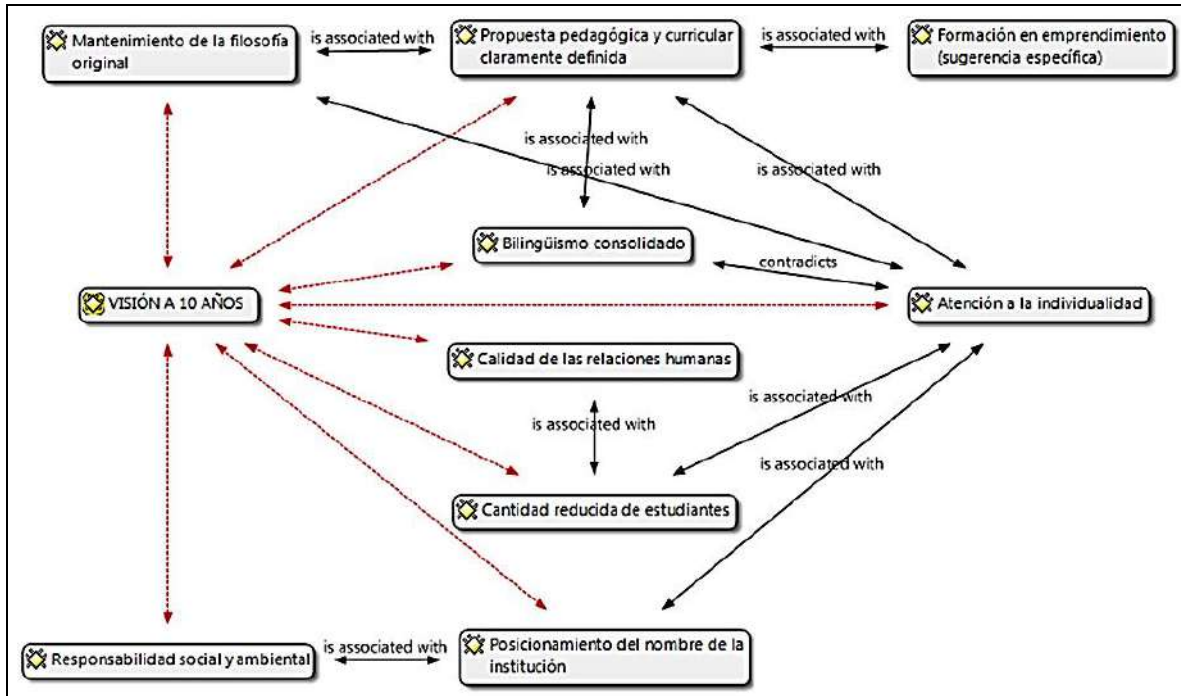 Mantenimiento de la filosofía
original
is associated with
Propuesta pedagógica y curricular
claramente definida
is associated with
Formación en emprendimiento
(sugerencia específica)
is associated with
is associated with
is associated with
Bilingüismo consolidado
contradicts
VISIÓN A 10 AÑOS
Atención a la individualidad
Calidad de las relaciones humanas
is associated with
is associated with
is associated with
Cantidad reducida de estudiantes
Responsabilidad social y ambiental
is associated with
Posicionamiento del nombre de la
institución